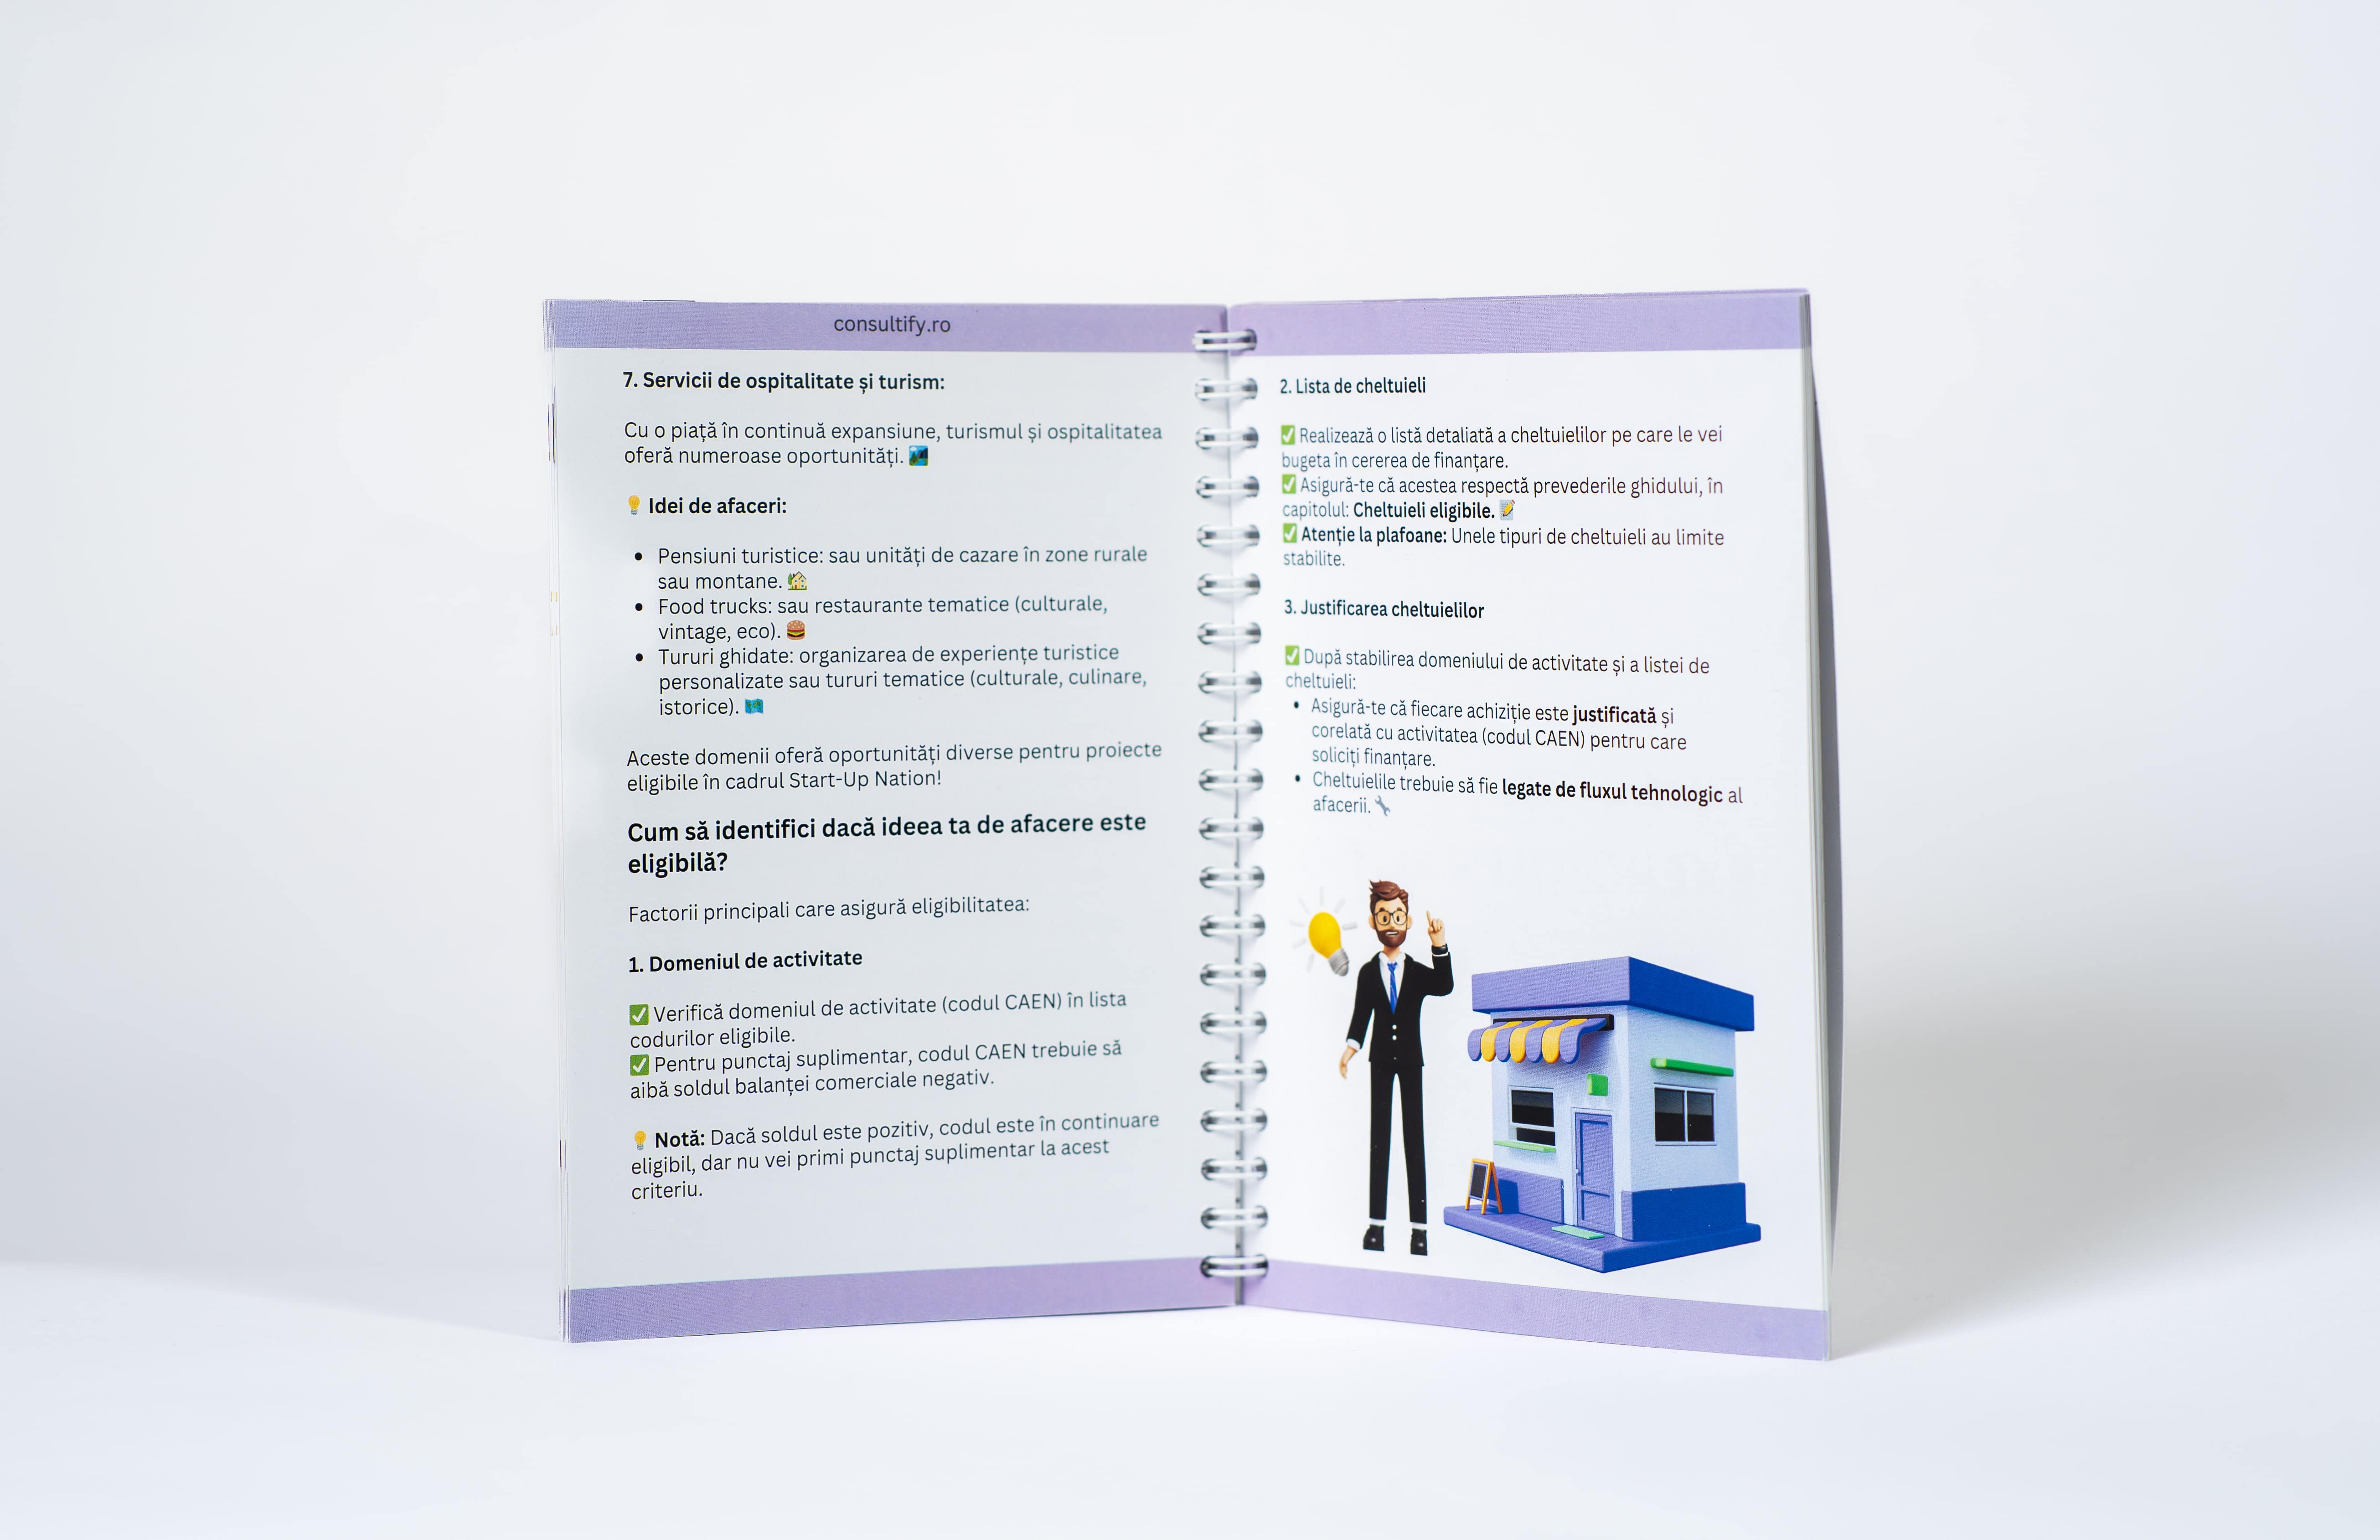 consultify.ro
7. Servicii de ospitalitate și turism:
Cu o piață în continuă expansiune, turismul și ospitalitatea
oferă numeroase oportunități. 🏞️
💡 Idei de afaceri:
• Pensiuni turistice: sau unități de cazare în zone rurale
sau montane. 🏡
• Food trucks: sau restaurante tematice (culturale,
vintage, eco). 🍔
• Tururi ghidate: organizarea de experiențe turistice
personalizate sau tururi tematice (culturale, culinare,
istorice). 🗺️
Aceste domenii oferă oportunități diverse pentru proiecte
eligibile în cadrul Start-Up Nation!
Cum să identifici dacă ideea ta de afacere este
eligibilă?
Factorii principali care asigură eligibilitatea:
1. Domeniul de activitate
✅ Verifică domeniul de activitate (codul CAEN) în lista
codurilor eligibile.
✅ Pentru punctaj suplimentar, codul CAEN trebuie să
aibă soldul balanței comerciale negativ.
💡 Notă: Dacă soldul este pozitiv, codul este în continuare
eligibil, dar nu vei primi punctaj suplimentar la acest
criteriu.
2. Lista de cheltuieli
✅ Realizează o listă detaliată a cheltuielilor pe care le vei
bugeta în cererea de finanțare.
✅ Asigură-te că acestea respectă prevederile ghidului, în
capitolul: Cheltuieli eligibile. 📝
✅ Atenție la plafoane: Unele tipuri de cheltuieli au limite
stabilite.
3. Justificarea cheltuielilor
✅ După stabilirea domeniului de activitate și a listei de
cheltuieli:
• Asigură-te că fiecare achiziție este justificată și
corelată cu activitatea (codul CAEN) pentru care
soliciți finanțare.
• Cheltuielile trebuie să fie legate de fluxul tehnologic al
afacerii. 🔧